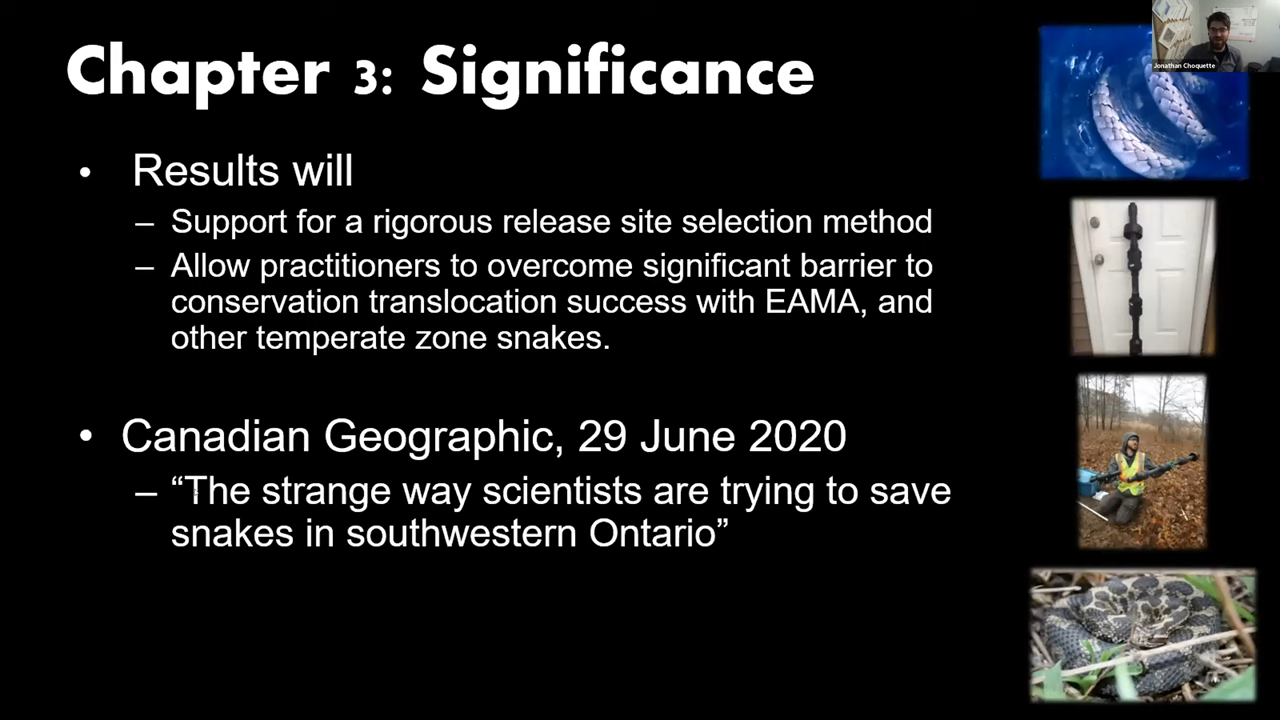 Chapter 3: Significance
Jonathan Choquette
• Results will
– Support for a rigorous release site selection method
– Allow practitioners to overcome significant barrier to
conservation translocation success with EAMA, and
other temperate zone snakes.
• Canadian Geographic, 29 June 2020
– “The strange way scientists are trying to save
snakes in southwestern Ontario”